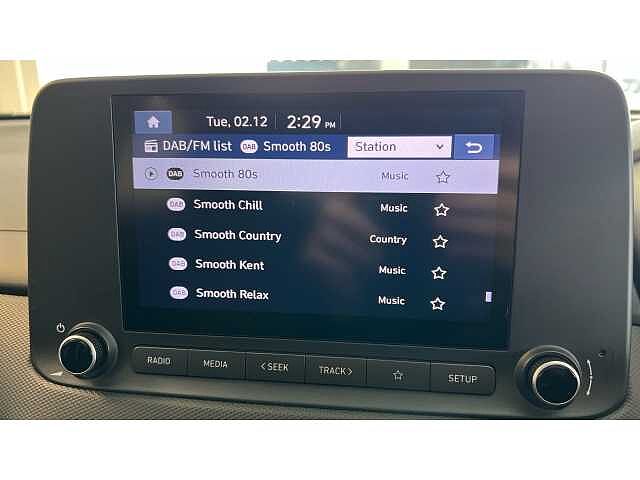 Tue, 02.12 2:29 PM
DAB/FM list DAB Smooth 80s Station
DAB Smooth 80s Music
DAB Smooth Chill Music
DAB Smooth Country Country
DAB Smooth Kent Music
DAB Smooth Relax Music
RADIO MEDIA < SEEK TRACK > SETUP